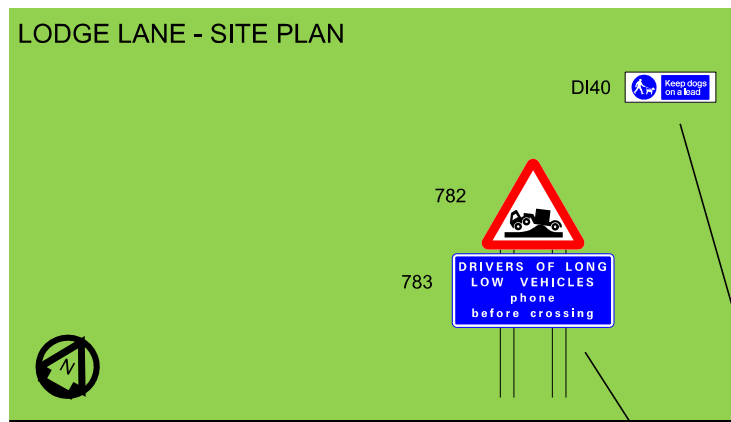 LODGE LANE - SITE PLAN
DI40
Keep dogs
on a lead
782
783
DRIVERS OF LONG
LOW VEHICLES
phone
before crossing
N